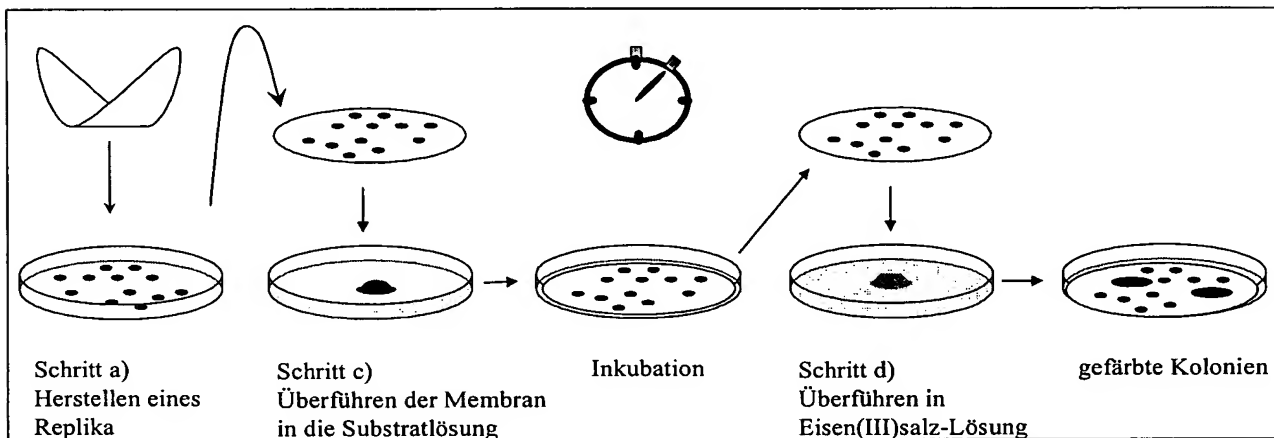 Schritt a)
Herstellen eines
Replika
Schritt c)
Überführen der Membran
in die Substratlösung
Inkubation
Schritt d)
Überführen in
Eisen(III)salz-Lösung
gefärbte Kolonien